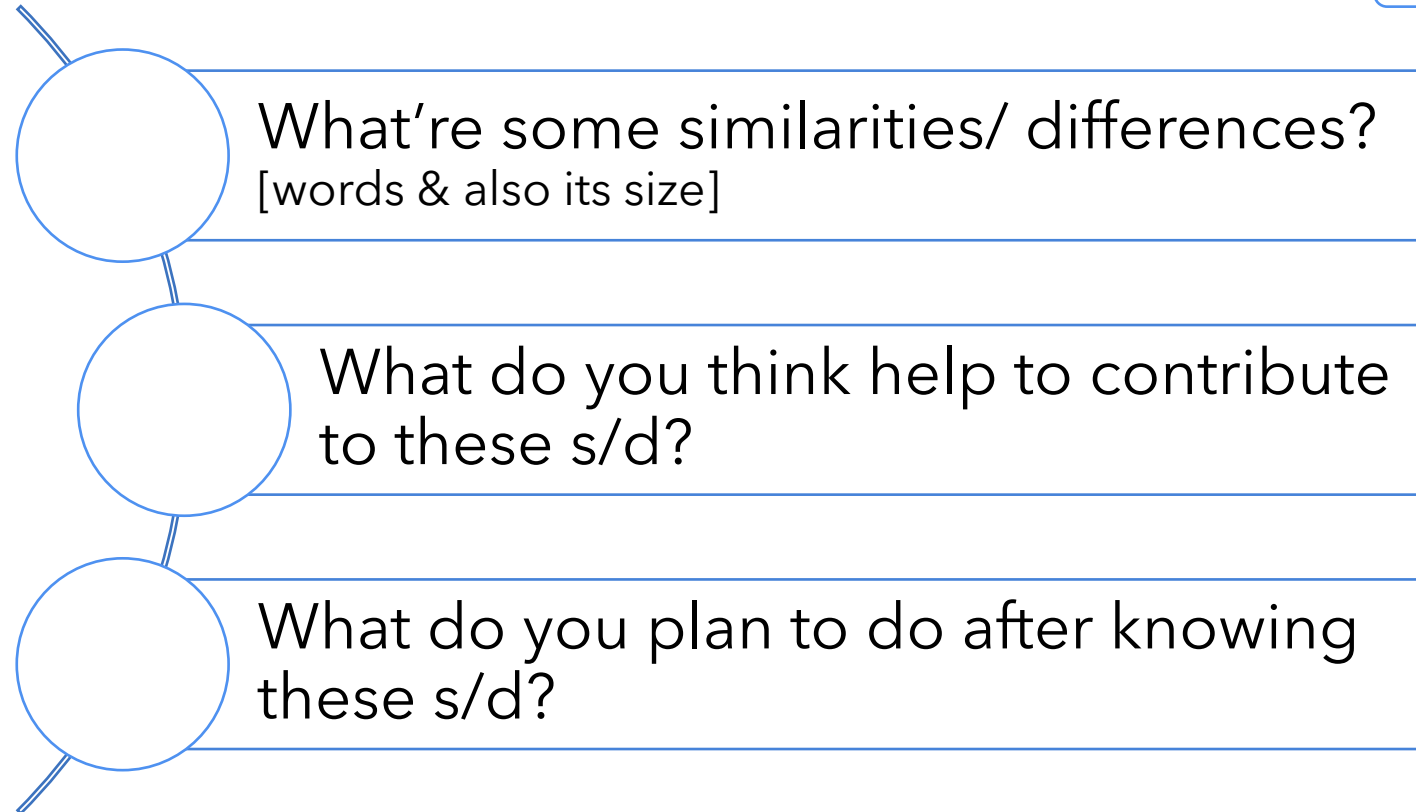 What’re some similarities/ differences?
[words & also its size]
What do you think help to contribute
to these s/d?
What do you plan to do after knowing
these s/d?